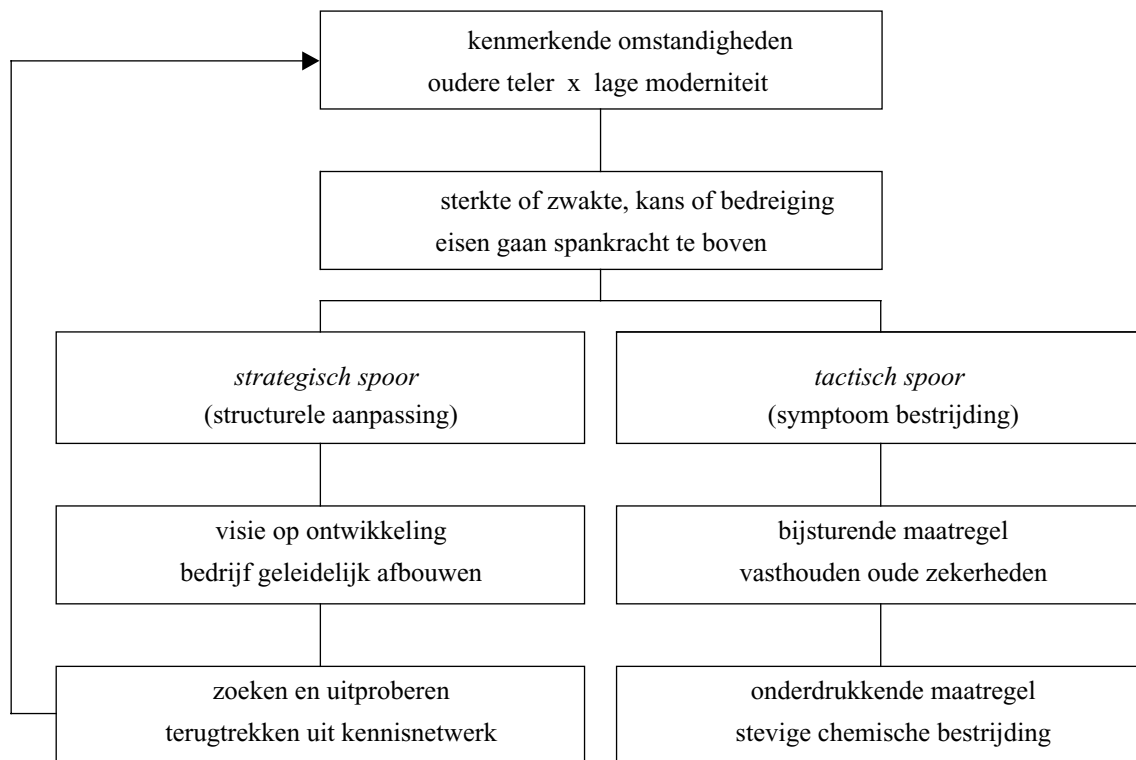 kenmerkende omstandigheden
oudere teler x lage moderniteit
sterkte of zwakte, kans of bedreiging
eisen gaan spankracht te boven
strategisch spoor
(structurele aanpassing)
tactisch spoor
(symptoom bestrijding)
visie op ontwikkeling
bedrijf geleidelijk afbouwen
bijsturende maatregel
vasthouden oude zekerheden
zoeken en uitproberen
terugtrekken uit kennisnetwerk
onderdrukkende maatregel
stevige chemische bestrijding